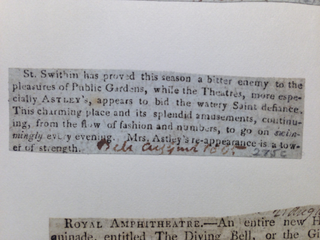 St. Swithin has proved this season a bitter enemy to the
pleasures of Public Gardens, while the Theatres, more espe-
cially ASTLEY's, appears to bid the watery Saint defiance.
This charming place and its splendid amusements, continu-
ing, from the flow of fashion and numbers, to go on swim-
mingly every evening. Mrs. Astley's re-appearance is a tow-
er of strength.
ROYAL AMPHITHEATRE.—An entire new H
quinade, entitled The Diving Bell, or the Gi